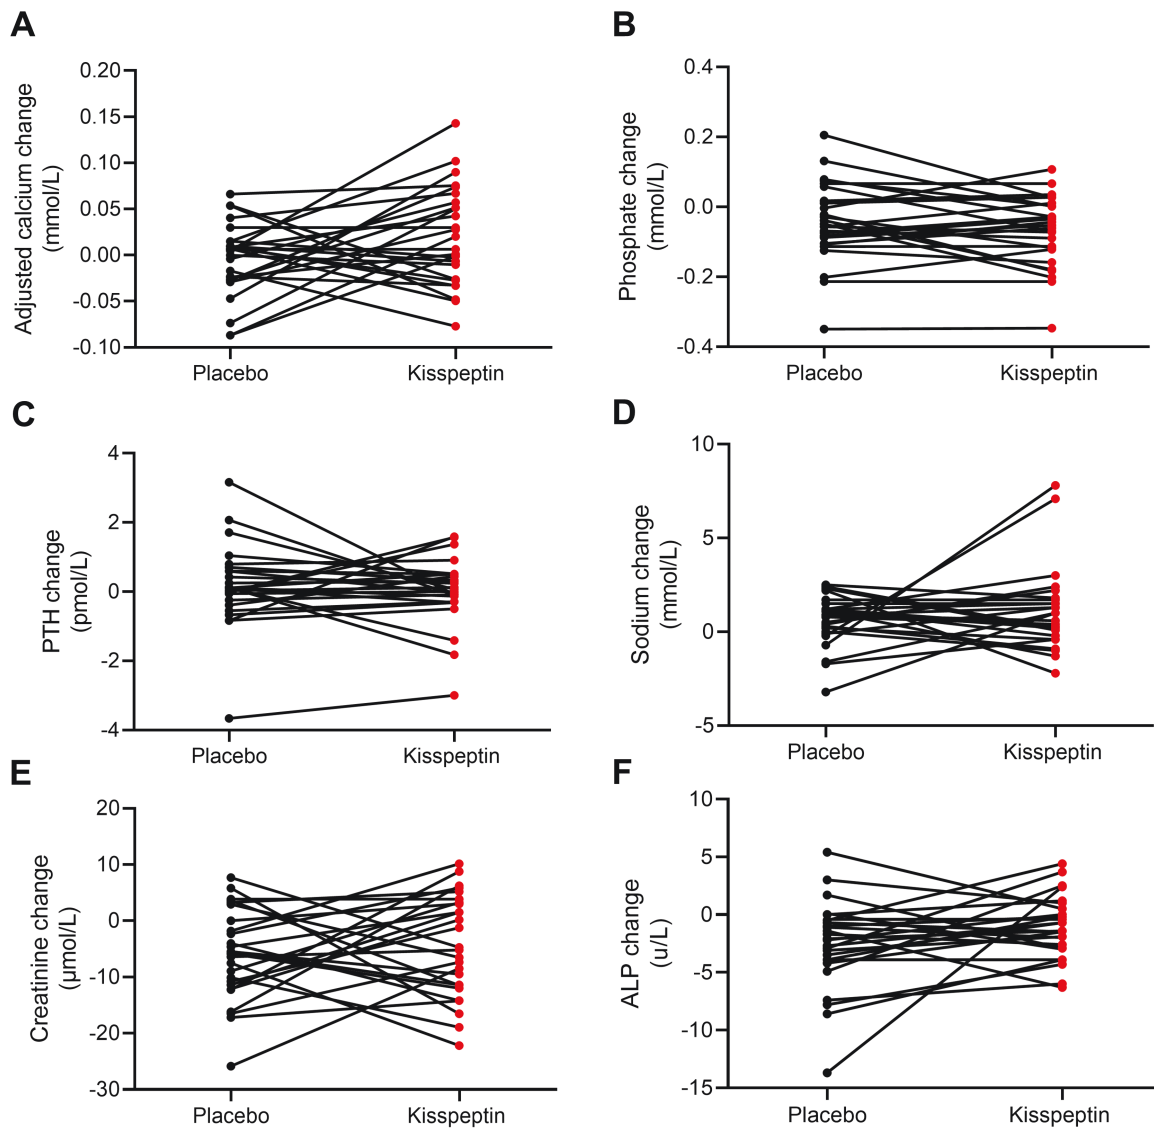 A
Adjusted calcium change
(mmol/L)
0.20
0.15
0.10
0.05
0.00
-0.05
-0.10
Placebo
Kisspeptin
B
Phosphate change
(mmol/L)
0.4
0.2
0.0
-0.2
-0.4
Placebo
Kisspeptin
C
PTH change
(pmol/L)
4
2
0
-2
-4
Placebo
Kisspeptin
D
Sodium change
(mmol/L)
10
5
0
-5
Placebo
Kisspeptin
E
Creatinine change
(μmol/L)
20
10
0
-10
-20
-30
Placebo
Kisspeptin
F
ALP change
(u/L)
10
5
0
-5
-10
-15
Placebo
Kisspeptin